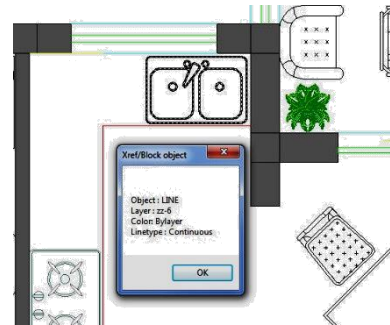 Xref/Block object
Object : LINE
Layer : zz-6
Color: Bylayer
Linetype : Continuous
OK